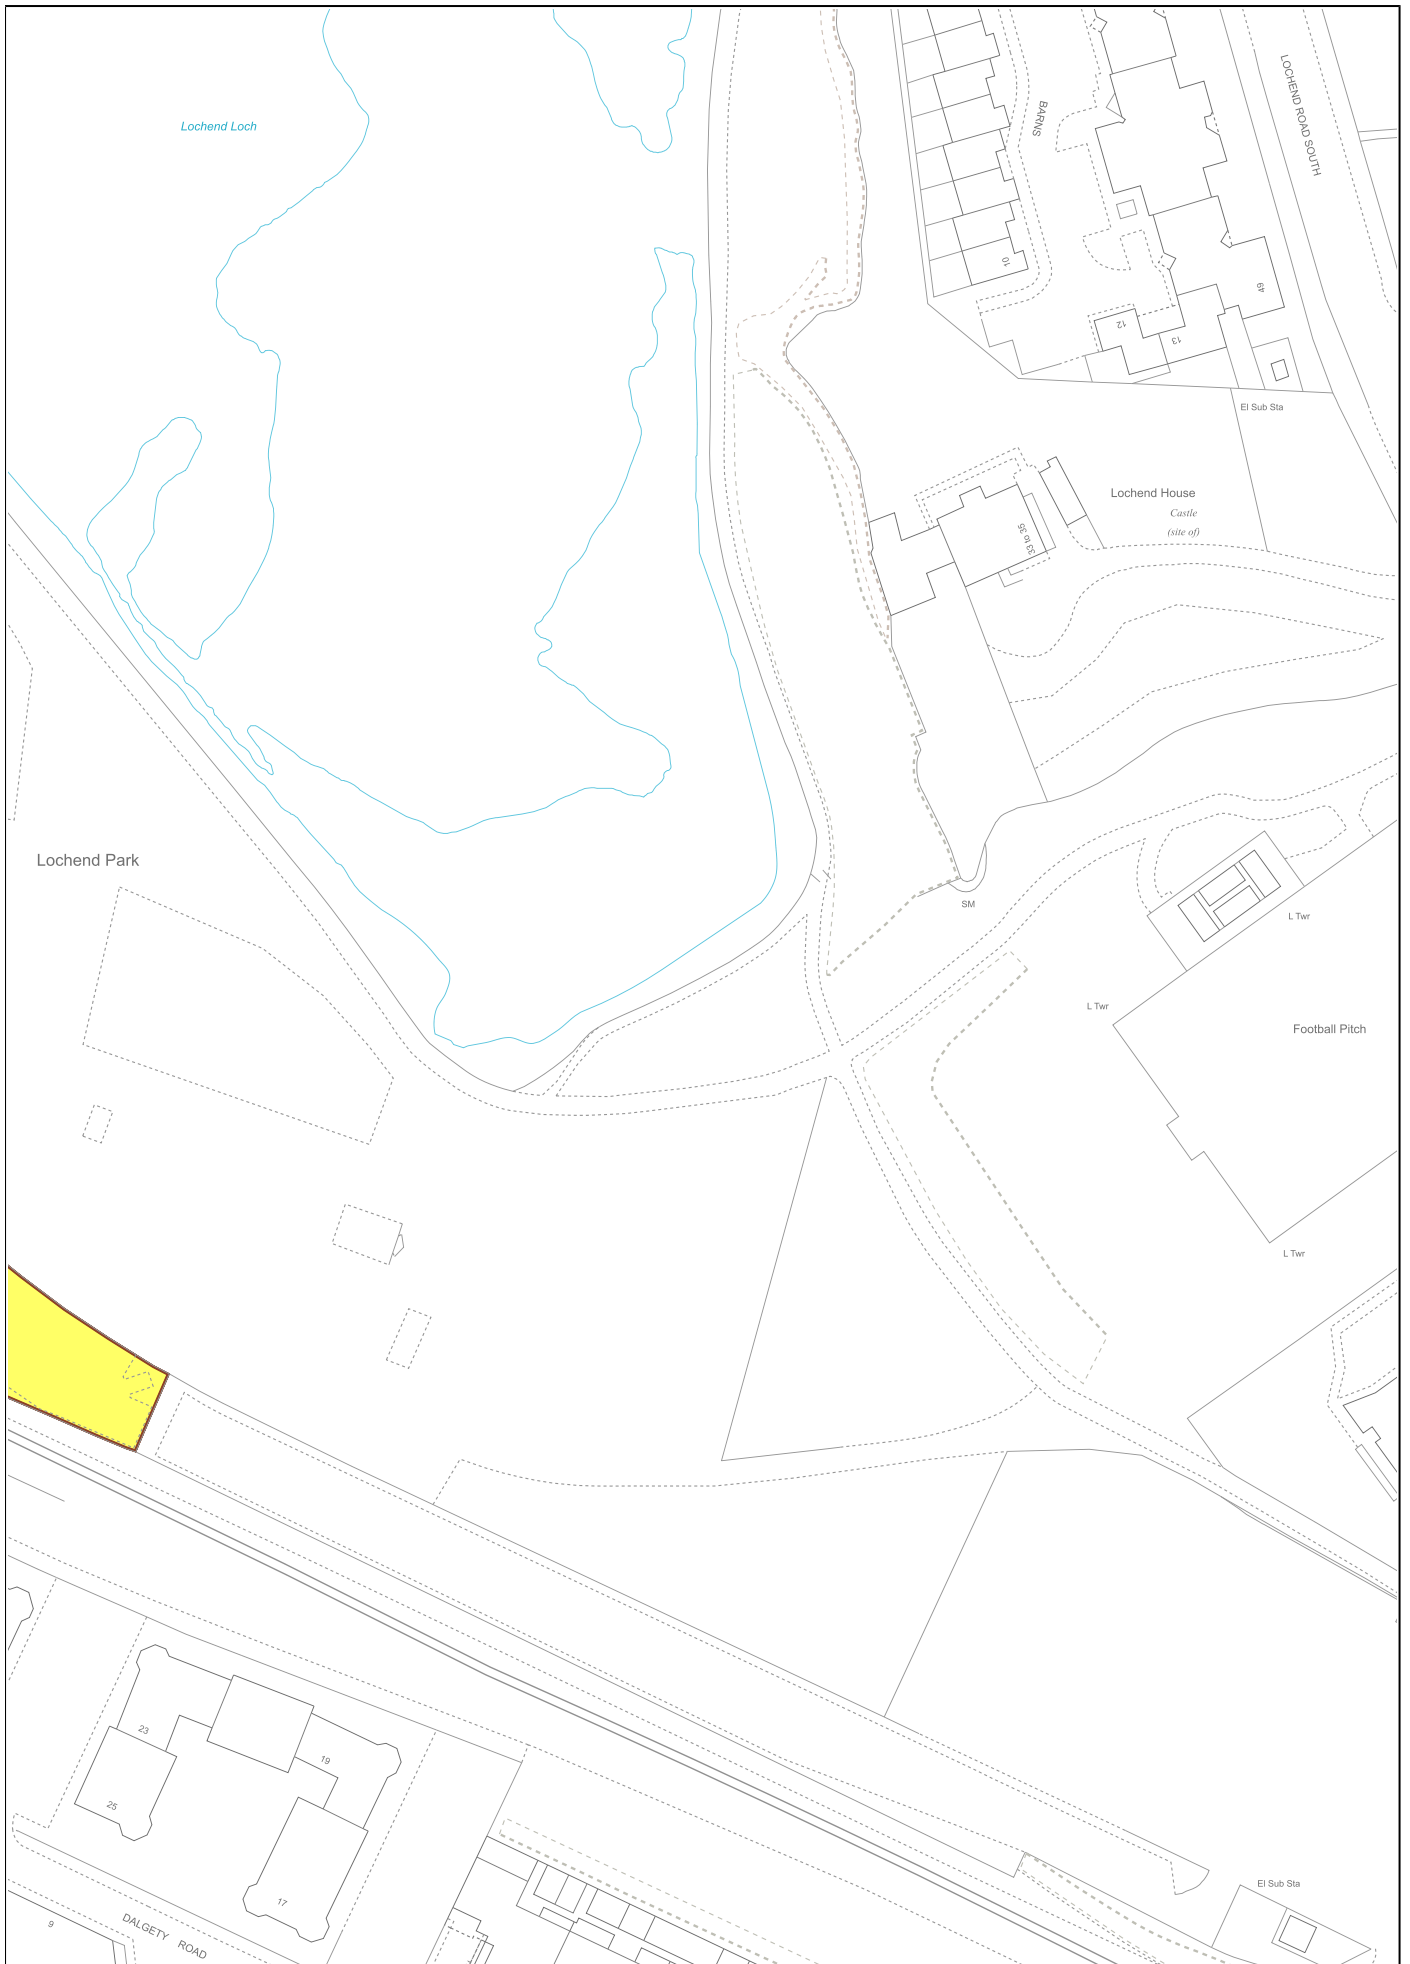 Lochend Loch
BARNS
LOCHEND ROAD SOUTH
10
49
12
13
El Sub Sta
Lochend House
Castle
(site of)
33 to 35
Lochend Park
SM
L Twr
L Twr
Football Pitch
L Twr
23
19
25
17
9
DALGETY ROAD
El Sub Sta